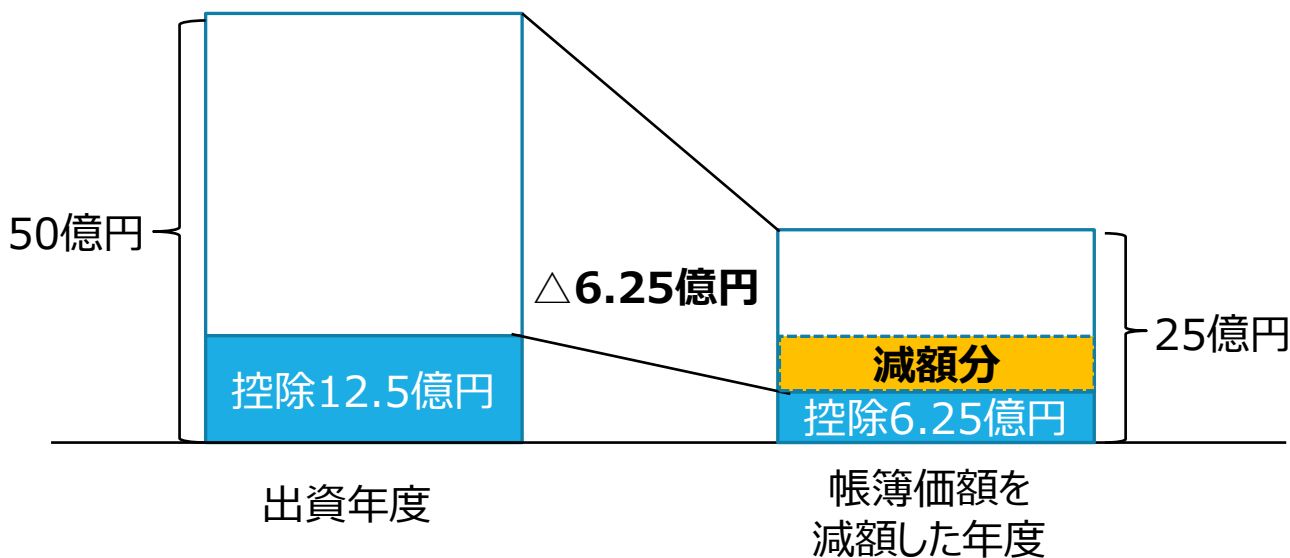 50億円
控除12.5億円
△6.25億円
減額分
控除6.25億円
25億円
出資年度
帳簿価額を
減額した年度